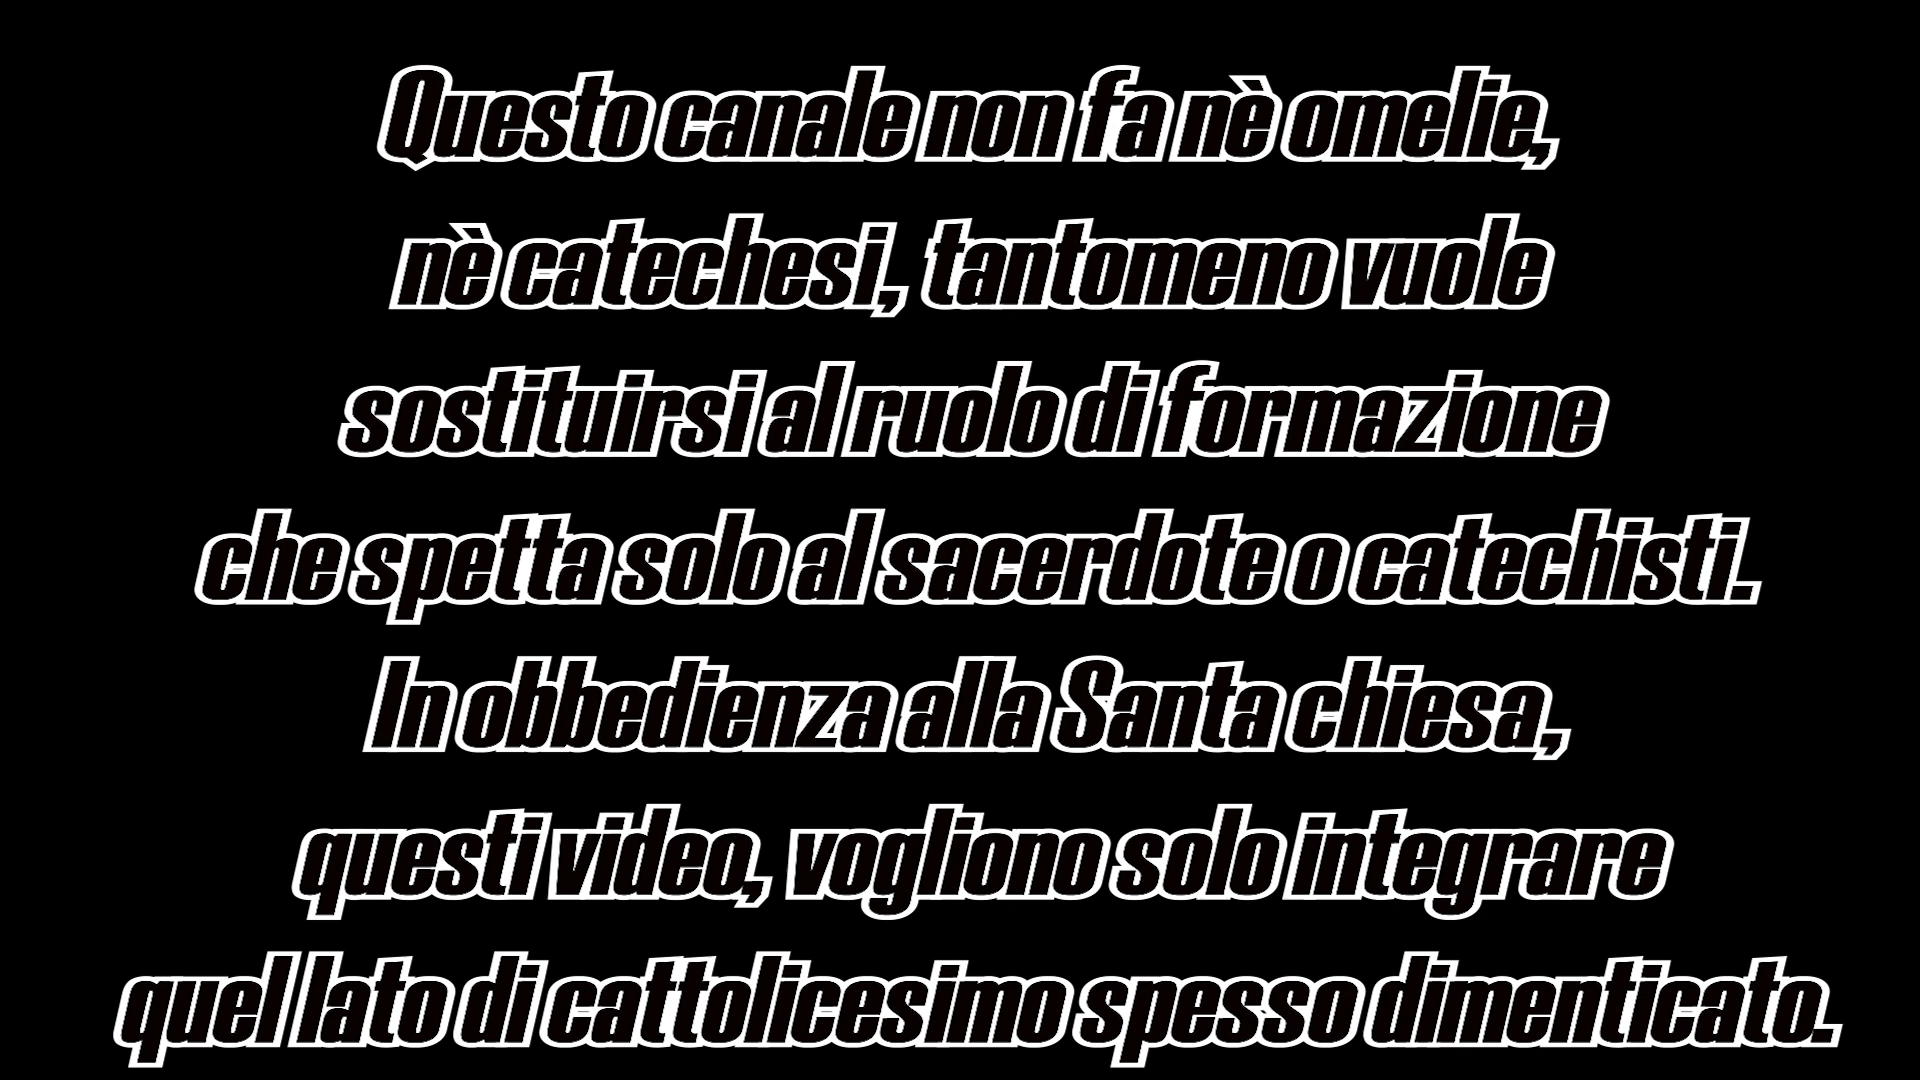 Questo canale non fa nè omelie,
nè catechesi, tantomeno vuole
sostituirsi al ruolo di formazione
che spetta solo al sacerdote o catechisti.
In obbedienza alla Santa chiesa,
questi video, vogliono solo integrare
quel lato di cattolicesimo spesso dimenticato.